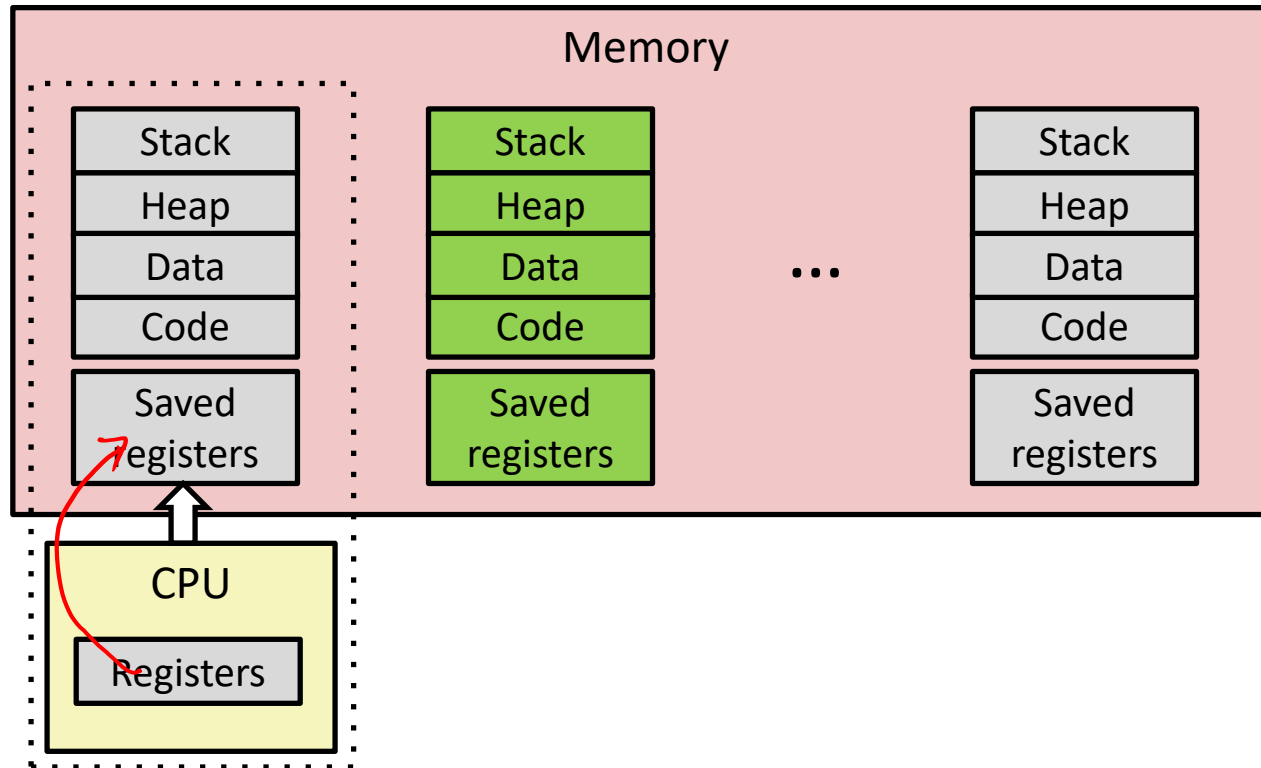 Memory
Stack
Heap
Data
Code
Saved
registers
Stack
Heap
Data
Code
Saved
registers
...
Stack
Heap
Data
Code
Saved
registers
CPU
Registers